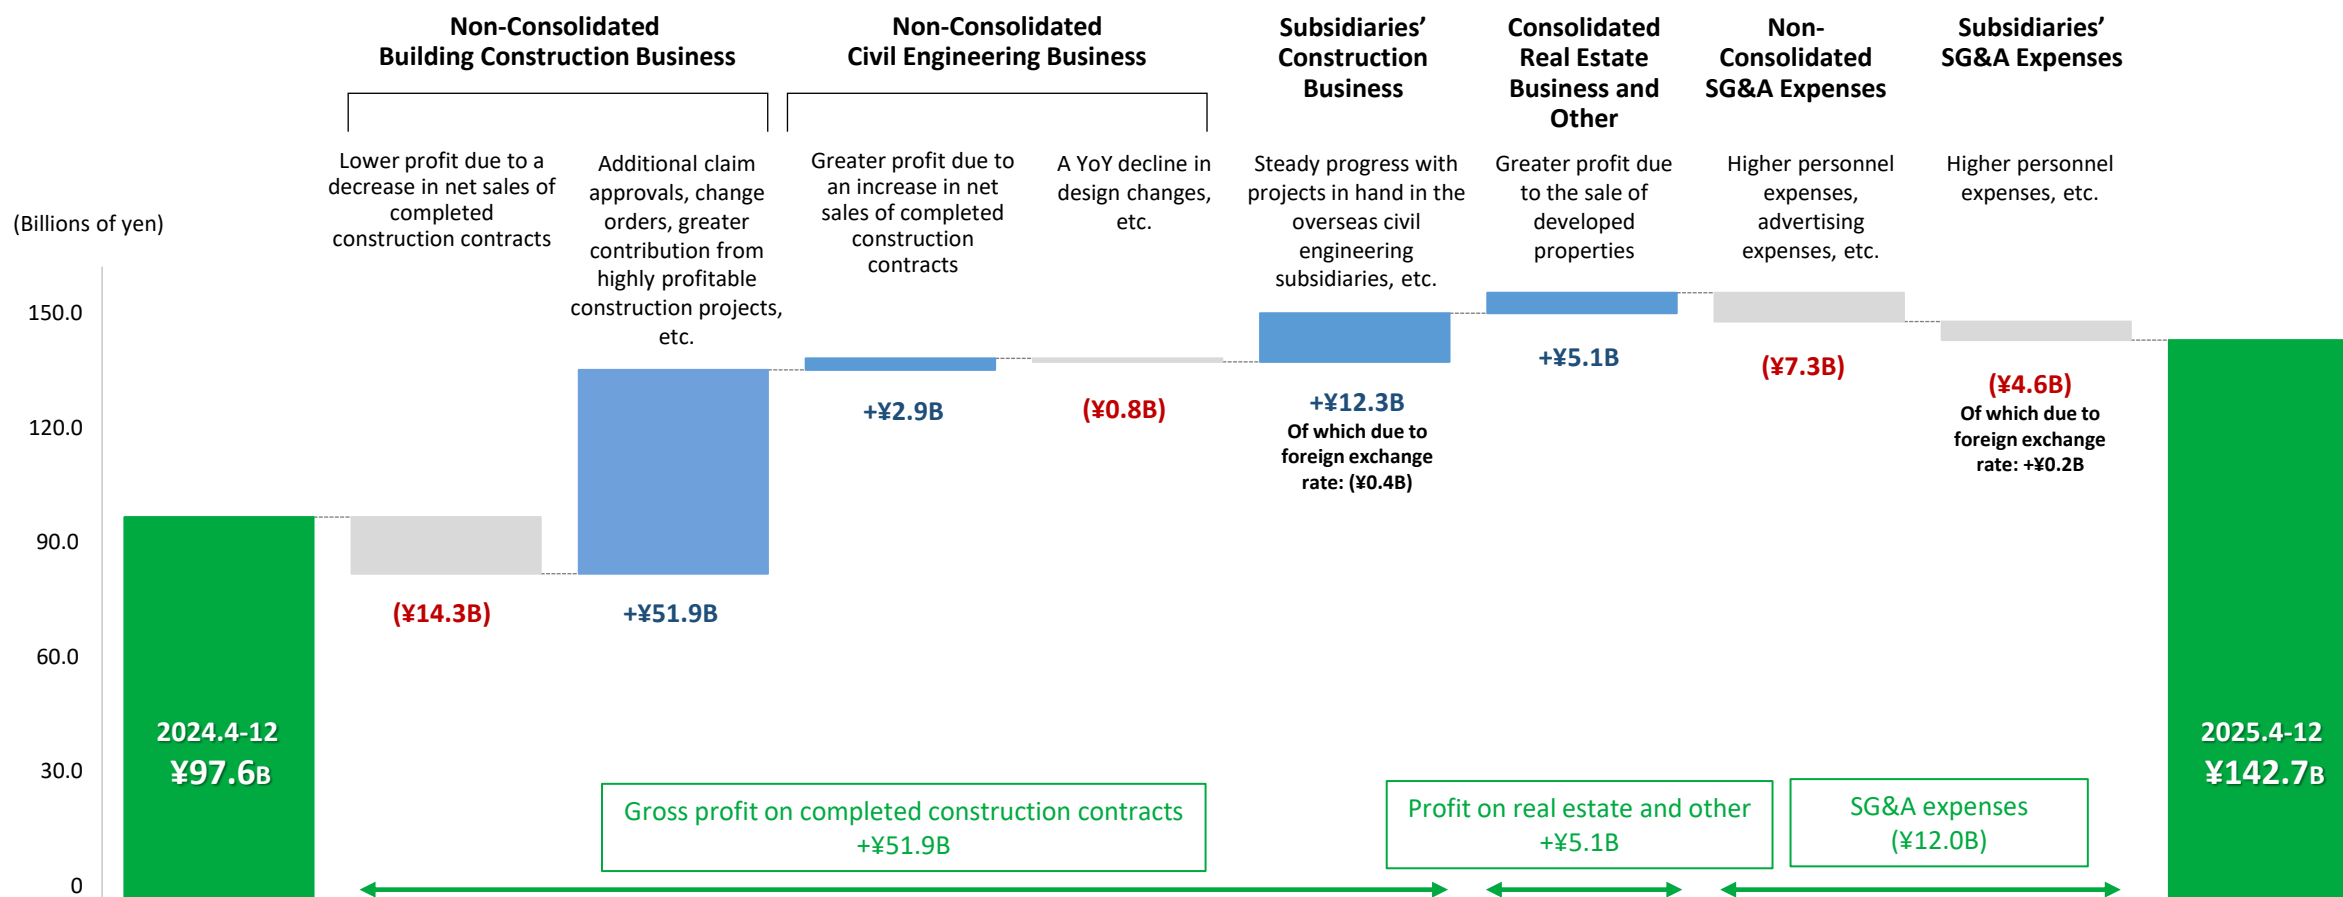 Non-Consolidated
Building Construction Business
Non-Consolidated
Civil Engineering Business
Subsidiaries’
Construction
Business
Consolidated
Real Estate
Business and
Other
Non-
Consolidated
SG&A Expenses
Subsidiaries’
SG&A Expenses
Lower profit due to a
decrease in net sales of
completed
construction contracts
Additional claim
approvals, change
orders, greater
contribution from
highly profitable
construction projects,
etc.
Greater profit due to
an increase in net
sales of completed
construction
contracts
A YoY decline in
design changes,
etc.
Steady progress with
projects in hand in the
overseas civil
engineering
subsidiaries, etc.
Greater profit due
to the sale of
developed
properties
Higher personnel
expenses,
advertising
expenses, etc.
Higher personnel
expenses, etc.
(Billions of yen)
150.0
120.0
90.0
60.0
30.0
0
2024.4-12
¥97.6B
(¥14.3B)
+¥51.9B
+¥2.9B
(¥0.8B)
+¥12.3B
Of which due to
foreign exchange
rate: (¥0.4B)
+¥5.1B
(¥7.3B)
(¥4.6B)
Of which due to
foreign exchange
rate: +¥0.2B
2025.4-12
¥142.7B
Gross profit on completed construction contracts
+¥51.9B
Profit on real estate and other
+¥5.1B
SG&A expenses
(¥12.0B)